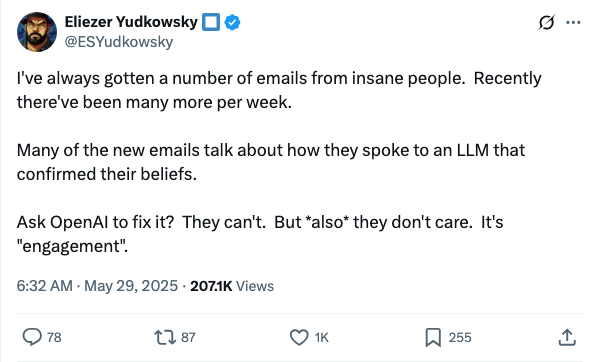 Eliezer Yudkowsky
@ESYudkowsky
I've always gotten a number of emails from insane people.  Recently
there've been many more per week.
Many of the new emails talk about how they spoke to an LLM that
confirmed their beliefs.
Ask OpenAI to fix it?  They can't.  But *also* they don't care.  It's
"engagement".
6:32 AM · May 29, 2025 · 207.1K Views
78 87 1K 255